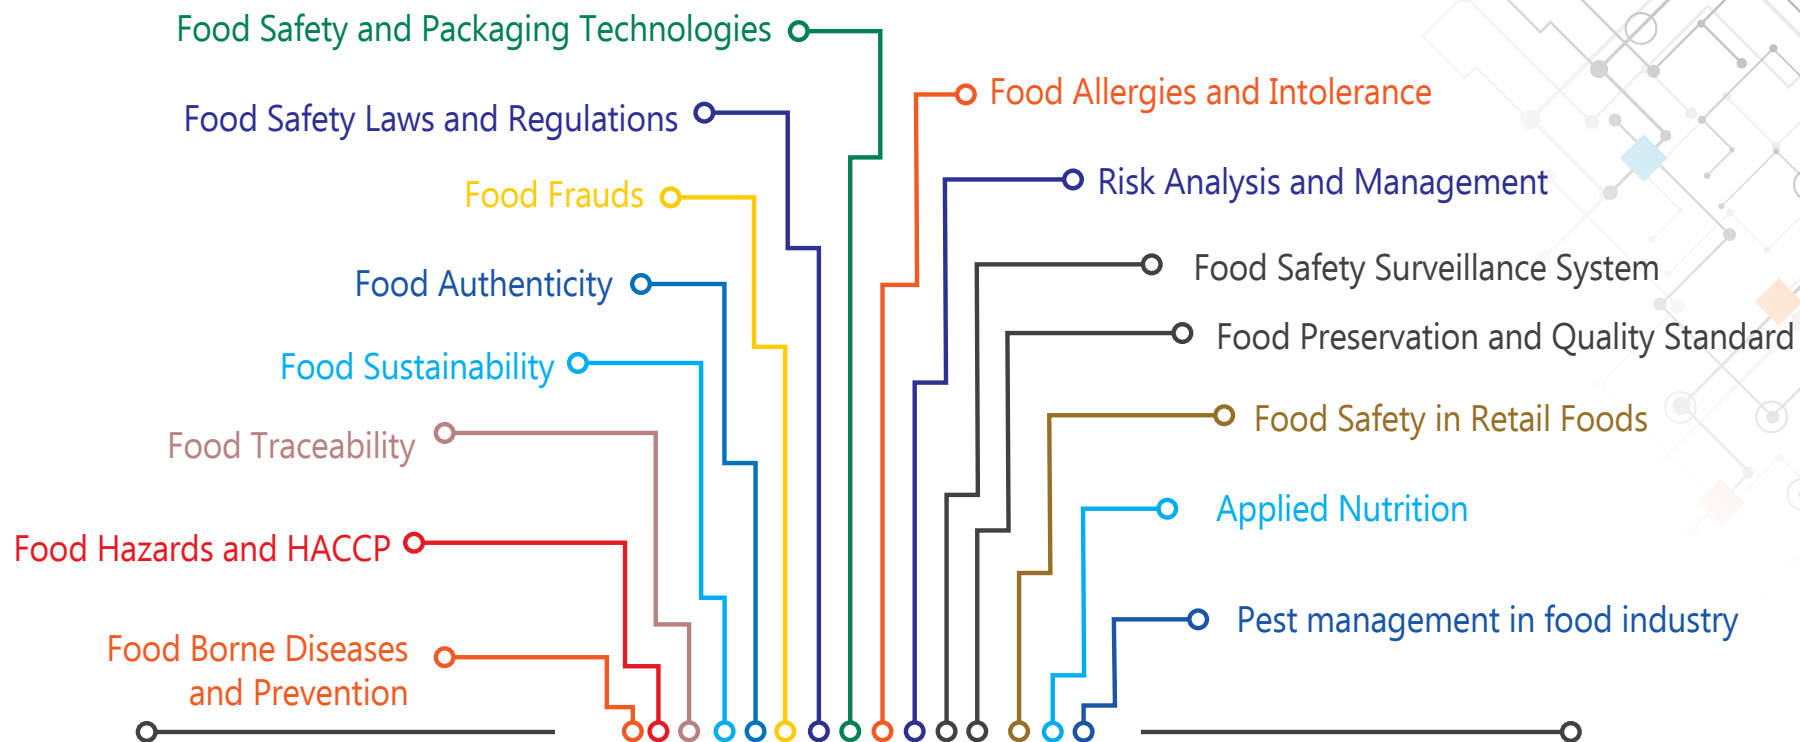 Food Safety and Packaging Technologies
Food Safety Laws and Regulations
Food Frauds
Food Authenticity
Food Sustainability
Food Traceability
Food Hazards and HACCP
Food Borne Diseases
and Prevention
Food Allergies and Intolerance
Risk Analysis and Management
Food Safety Surveillance System
Food Preservation and Quality Standard
Food Safety in Retail Foods
Applied Nutrition
Pest management in food industry